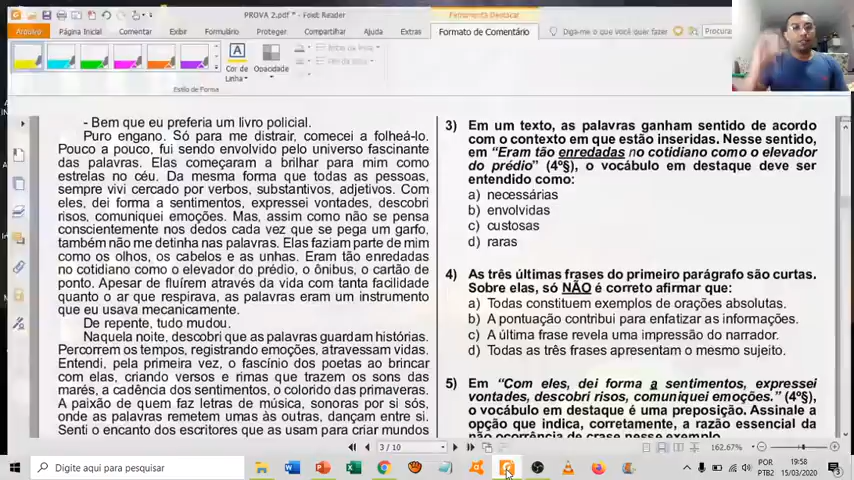 PROVA 2.pdf * - Foxit Reader
Ferramenta Destacar
Arquivo Página Inicial Comentar Exibir Formulário Proteger Compartilhar Ajuda Extras Formato de Comentário Diga-me o que você quer fazer... Procurar
Cor de Linha Opacidade
Estilo de Form
- Bem que eu preferia um livro policial.
Puro engano. Só para me distrair, comecei a folheá-lo.
Pouco a pouco, fui sendo envolvido pelo universo fascinante
das palavras. Elas começaram a brilhar para mim como
estrelas no céu. Da mesma forma que todas as pessoas,
sempre vivi cercado por verbos, substantivos, adjetivos. Com
eles, dei forma a sentimentos, expressei vontades, descobri
risos, comuniquei emoções. Mas, assim como não se pensa
conscientemente nos dedos cada vez que se pega um garfo,
também não me detinha nas palavras. Elas faziam parte de mim
como os olhos, os cabelos e as unhas. Eram tão enredadas
no cotidiano como o elevador do prédio, o ônibus, o cartão de
ponto. Apesar de fluírem através da vida com tanta facilidade
quanto o ar que respirava, as palavras eram um instrumento
que eu usava mecanicamente.
De repente, tudo mudou.
Naquela noite, descobri que as palavras guardam histórias.
Percorrem os tempos, registrando emoções, atravessam vidas.
Entendi, pela primeira vez, o fascínio dos poetas ao brincar
com elas, criando versos e rimas que trazem os sons das
marés, a cadência dos sentimentos, o colorido das primaveras.
A paixão de quem faz letras de música, sonoras por si sós,
onde as palavras remetem umas às outras, dançam entre si.
Senti o encanto dos escritores que as usam para criar mundos
3) Em um texto, as palavras ganham sentido de acordo
com o contexto em que estão inseridas. Nesse sentido,
em “Eram tão enredadas no cotidiano como o elevador
do prédio” (4º§), o vocábulo em destaque deve ser
entendido como:
a) necessárias
b) envolvidas
c) custosas
d) raras
4) As três últimas frases do primeiro parágrafo são curtas.
Sobre elas, só NÃO é correto afirmar que:
a) Todas constituem exemplos de orações absolutas.
b) A pontuação contribui para enfatizar as informações.
c) A última frase revela uma impressão do narrador.
d) Todas as três frases apresentam o mesmo sujeito.
5) Em “Com eles, dei forma a sentimentos, expressei
vontades, descobri risos, comuniquei emoções.” (4º§),
o vocábulo em destaque é uma preposição. Assinale a
opção que indica, corretamente, a razão essencial da
não ocorrência de crase nesse exemplo.
3 / 10
162.67%
Digite aqui para pesquisar
POR
PTB2
19:58
15/03/2020